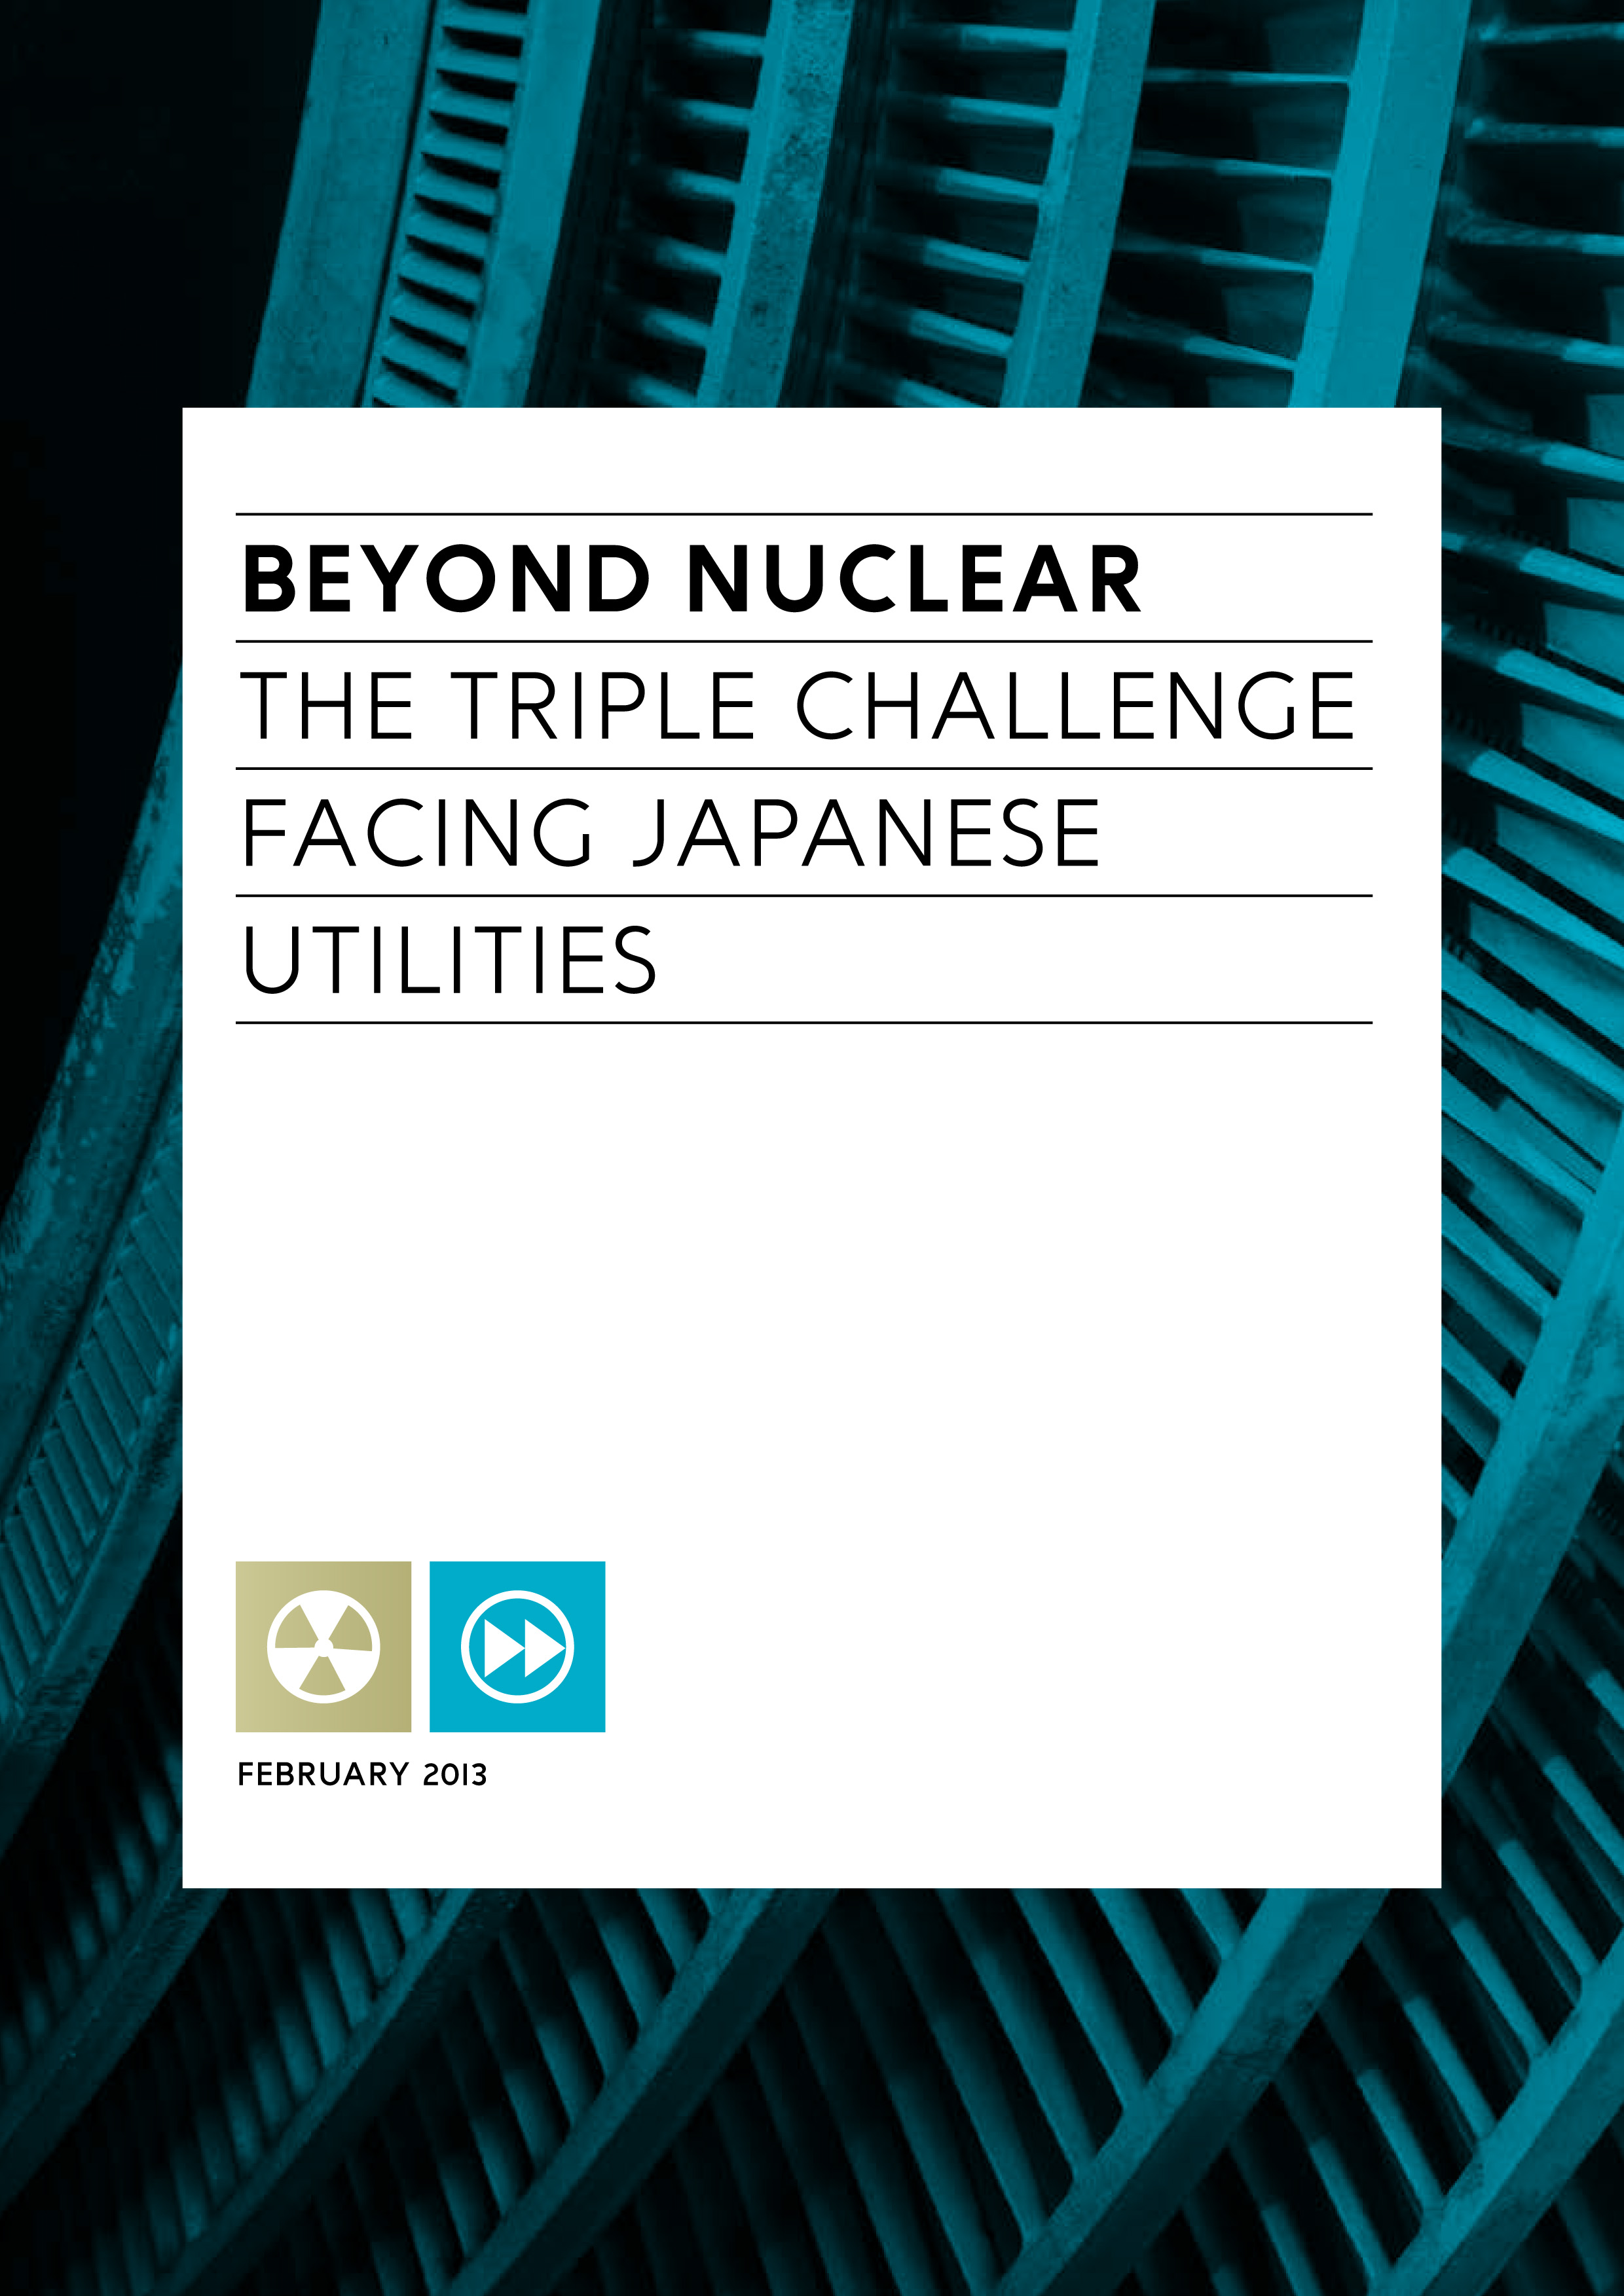 BEYOND NUCLEAR
THE TRIPLE CHALLENGE
FACING JAPANESE
UTILITIES
FEBRUARY 2013